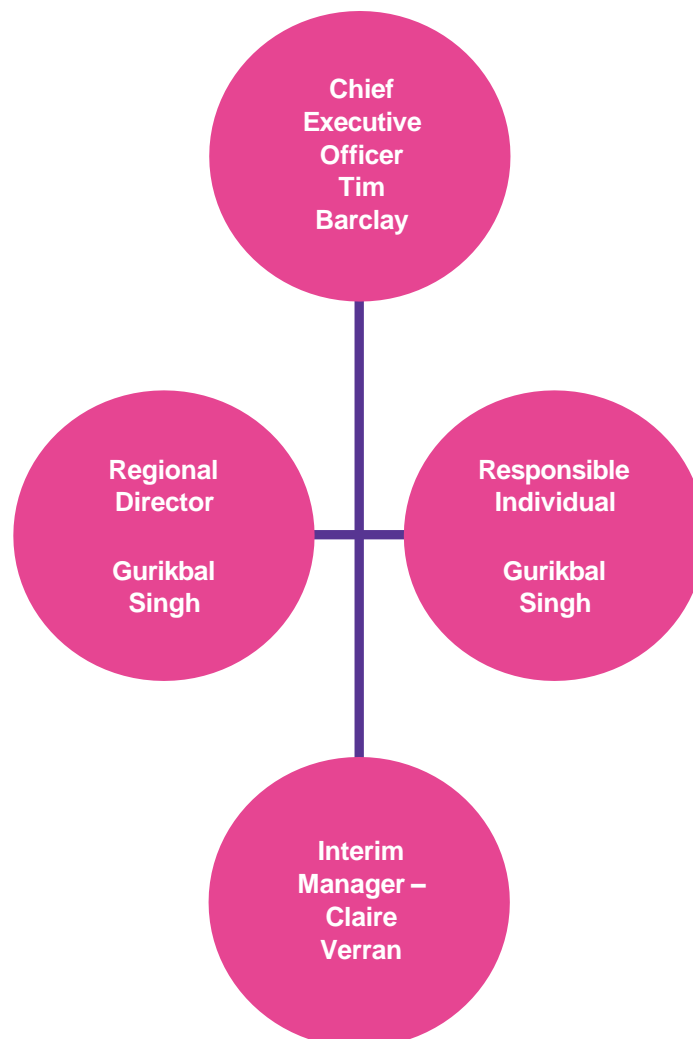 Chief
Executive
Officer
Tim
Barclay
Regional
Director
Gurikbal
Singh
Responsible
Individual
Gurikbal
Singh
Interim
Manager –
Claire
Verran